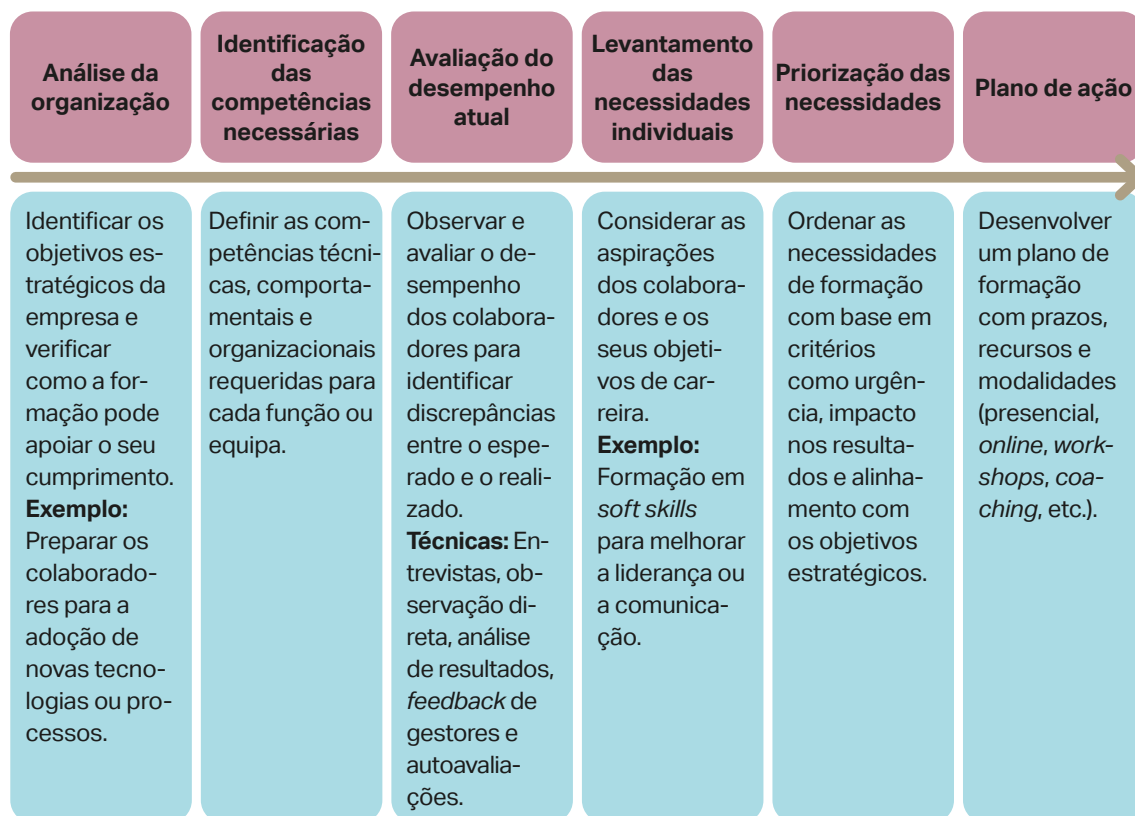 Análise da
organização
Identificação
das
competências
necessárias
Avaliação do
desempenho
atual
Levantamento
das
necessidades
individuais
Priorização das
necessidades
Plano de ação
Identificar os
objetivos es-
tratégicos da
empresa e
verificar
como a for-
mação pode
apoiar o seu
cumprimento.
Exemplo:
Preparar os
colaborado-
res para a
adoção de
novas tecno-
logias ou pro-
cessos.
Definir as com-
petências técni-
cas, comporta-
mentais e
organizacionais
requeridas para
cada função ou
equipa.
Observar e
avaliar o de-
sempenho
dos colabora-
dores para
identificar
discrepâncias
entre o espe-
rado e o reali-
zado.
Técnicas: En-
trevistas, ob-
servação di-
reta, análise
de resultados,
feedback de
gestores e
autoavalia-
ções.
Considerar as
aspirações
dos colabora-
dores e os
seus objeti-
vos de car-
reira.
Exemplo:
Formação em
soft skills
para melhorar
a liderança ou
a comunica-
ção.
Ordenar as
necessidades
de formação
com base em
critérios
como urgên-
cia, impacto
nos resulta-
dos e alinha-
mento com
os objetivos
estratégicos.
Desenvolver
um plano de
formação
com prazos,
recursos e
modalidades
(presencial,
online, work-
shops, coa-
ching, etc.).